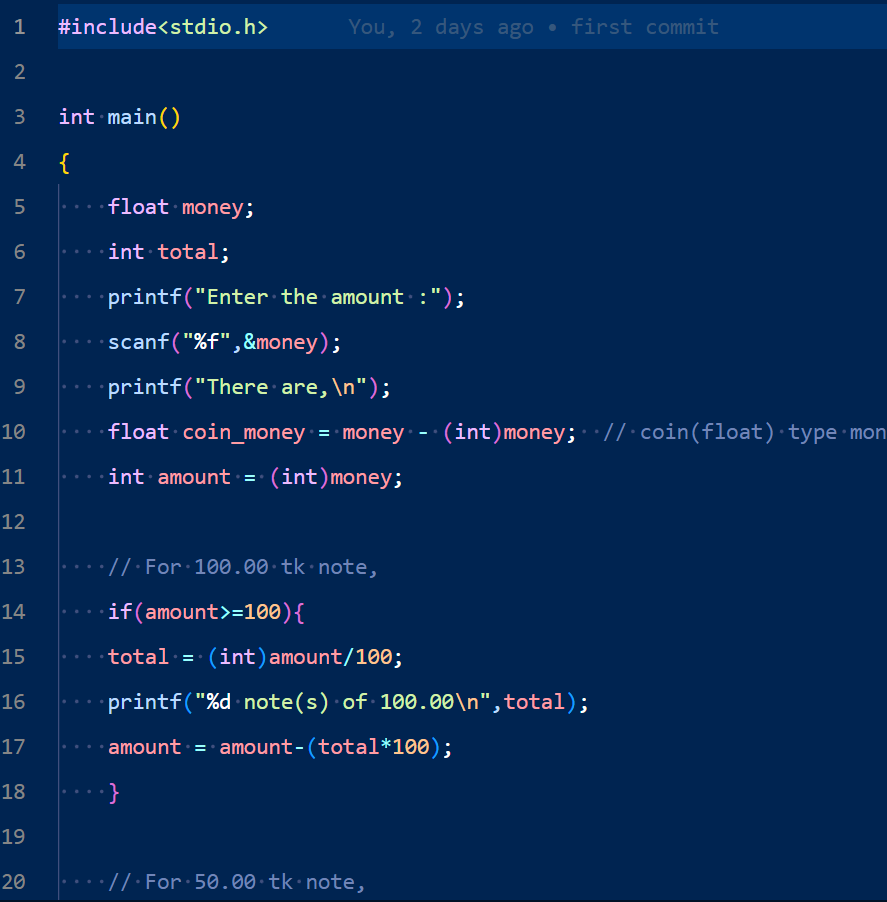 1 #include<stdio.h> You, 2 days ago • first commit
2
3 int main()
4 {
5 float money;
6 int total;
7 printf("Enter the amount :");
8 scanf("%f",&money);
9 printf("There are,\n");
10 float coin_money = money - (int)money; // coin(float) type mon
11 int amount = (int)money;
12
13 // For 100.00 tk note,
14 if(amount>=100){
15 total = (int)amount/100;
16 printf("%d note(s) of 100.00\n",total);
17 amount = amount-(total*100);
18 }
19
20 // For 50.00 tk note,